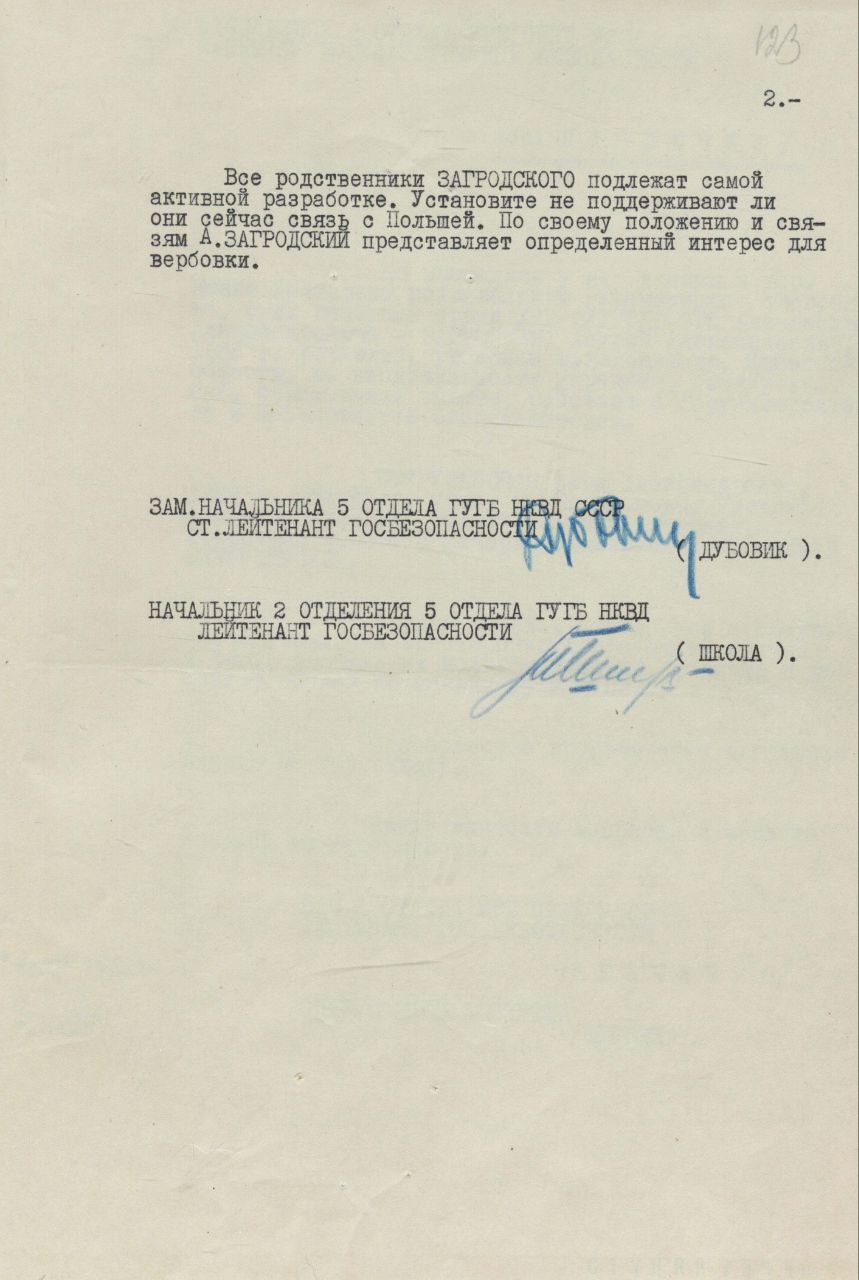 123
2.-
Все родственники ЗАГРОДСКОГО подлежат самой
активной разработке. Установите не поддерживают ли
они сейчас связь с Польшей. По своему положению и свя-
зям А.ЗАГРОДСКИЙ представляет определенный интерес для
вербовки.
ЗАМ.НАЧАЛЬНИКА 5 ОТДЕЛА ГУГБ НКВД СССР
СТ.ЛЕЙТЕНАНТ ГОСБЕЗОПАСНОСТИ
( ДУБОВИК ).
НАЧАЛЬНИК 2 ОТДЕЛЕНИЯ 5 ОТДЕЛА ГУГБ НКВД
ЛЕЙТЕНАНТ ГОСБЕЗОПАСНОСТИ
( ШКОЛА ).